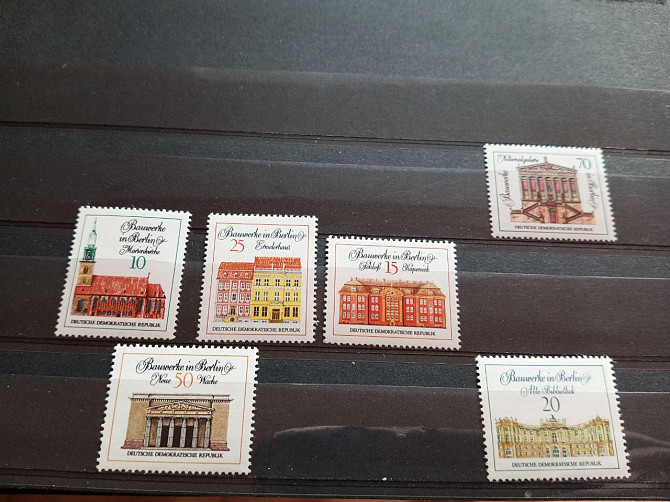 Nationalgalerie 70
Bauwerke in Berlin
DEUTSCHE DEMOKRATISCHE REPUBLIK
Bauwerke
in Berlin
Marienkirche
10
DEUTSCHE DEMOKRATISCHE REPUBLIK
Bauwerke in Berlin
25 Ermelerhaus
DEUTSCHE DEMOKRATISCHE REPUBLIK
Bauwerke in Berlin
Schloß 15 Köpenick
DEUTSCHE DEMOKRATISCHE REPUBLIK
Bauwerke in Berlin
Neue 50 Wache
DEUTSCHE DEMOKRATISCHE REPUBLIK
Bauwerke in Berlin
Alte Bibliothek
20
DEUTSCHE DEMOKRATISCHE REPUBLIK